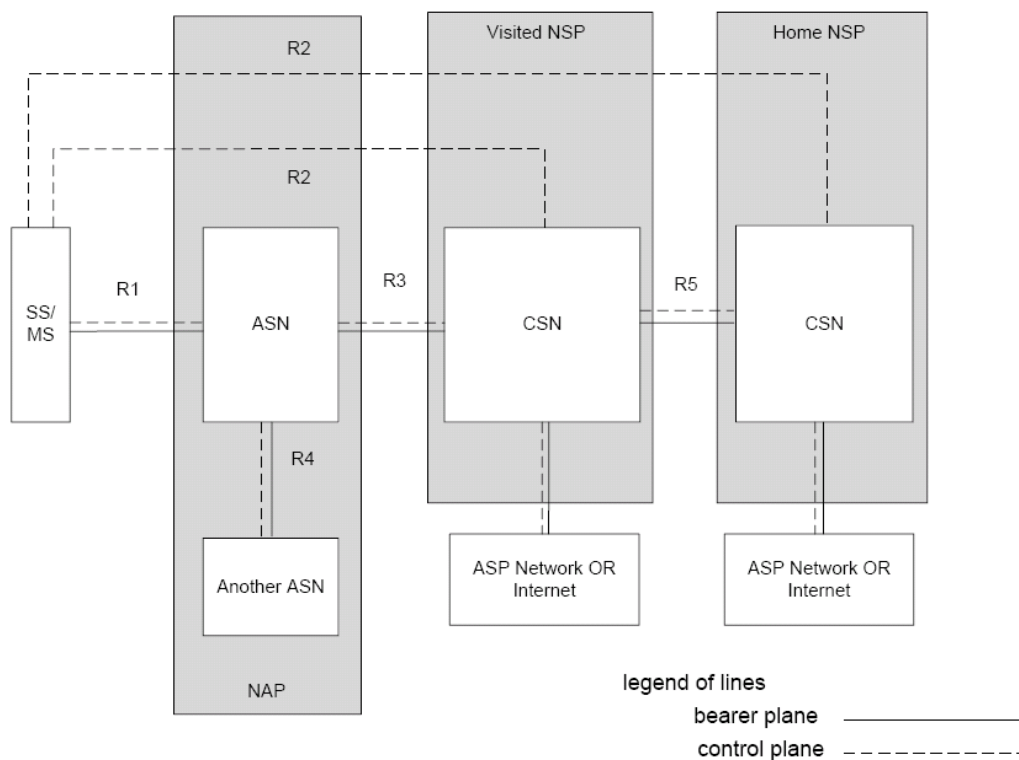 Visited NSP
Home NSP
R2
R2
R1
R3
R5
SS/
MS
ASN
CSN
CSN
R4
Another ASN
ASP Network OR
Internet
ASP Network OR
Internet
NAP
legend of lines
bearer plane
control plane